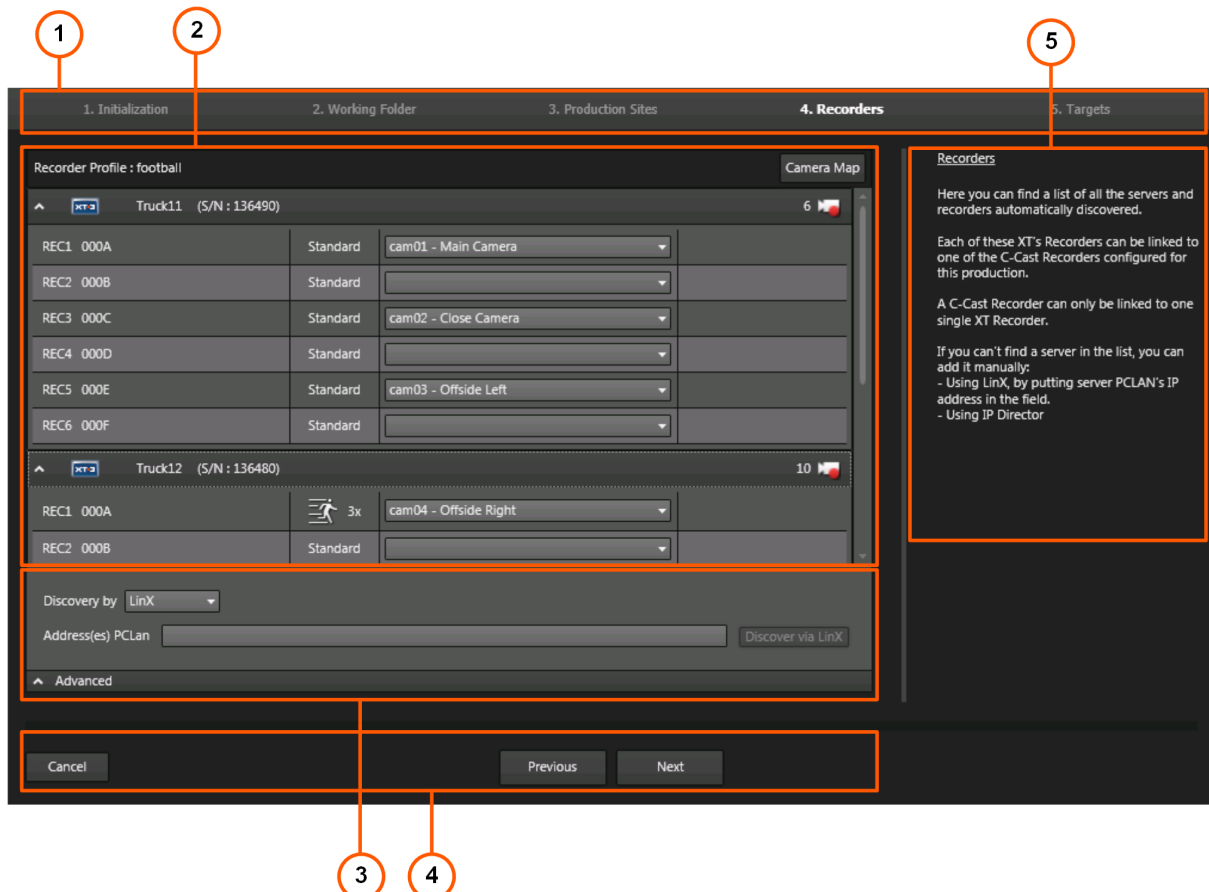 1
2
5
1. Initialization
2. Working Folder
3. Production Sites
4. Recorders
5. Targets
Recorder Profile : football
Camera Map
XT3 Truck11 (S/N : 136490) 6
REC1 000A Standard cam01 - Main Camera
REC2 000B Standard
REC3 000C Standard cam02 - Close Camera
REC4 000D Standard
REC5 000E Standard cam03 - Offside Left
REC6 000F Standard
XT3 Truck12 (S/N : 136480) 10
REC1 000A 3x cam04 - Offside Right
REC2 000B Standard
Discovery by LinX
Address(es) PCLan Discover via LinX
Advanced
Cancel
Previous
Next
Recorders
Here you can find a list of all the servers and
recorders automatically discovered.
Each of these XT's Recorders can be linked to
one of the C-Cast Recorders configured for
this production.
A C-Cast Recorder can only be linked to one
single XT Recorder.
If you can't find a server in the list, you can
add it manually:
- Using LinX, by putting server PCLAN's IP
address in the field.
- Using IP Director
3
4